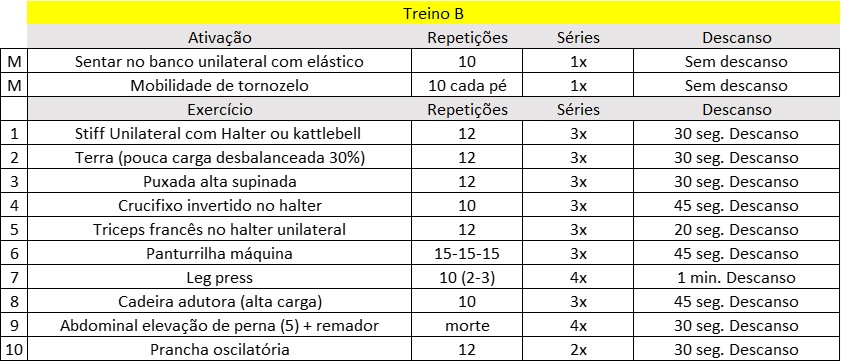 Treino B
Ativação Repetições Séries Descanso
M Sentar no banco unilateral com elástico 10 1x Sem descanso
M Mobilidade de tornozelo 10 cada pé 1x Sem descanso
Exercício Repetições Séries Descanso
1 Stiff Unilateral com Halter ou kattlebell 12 3x 30 seg. Descanso
2 Terra (pouca carga desbalanceada 30%) 12 3x 30 seg. Descanso
3 Puxada alta supinada 12 3x 30 seg. Descanso
4 Crucifixo invertido no halter 10 3x 45 seg. Descanso
5 Triceps francês no halter unilateral 12 3x 20 seg. Descanso
6 Panturrilha máquina 15-15-15 3x 45 seg. Descanso
7 Leg press 10 (2-3) 4x 1 min. Descanso
8 Cadeira adutora (alta carga) 10 3x 45 seg. Descanso
9 Abdominal elevação de perna (5) + remador morte 4x 30 seg. Descanso
10 Prancha oscilatória 12 2x 30 seg. Descanso